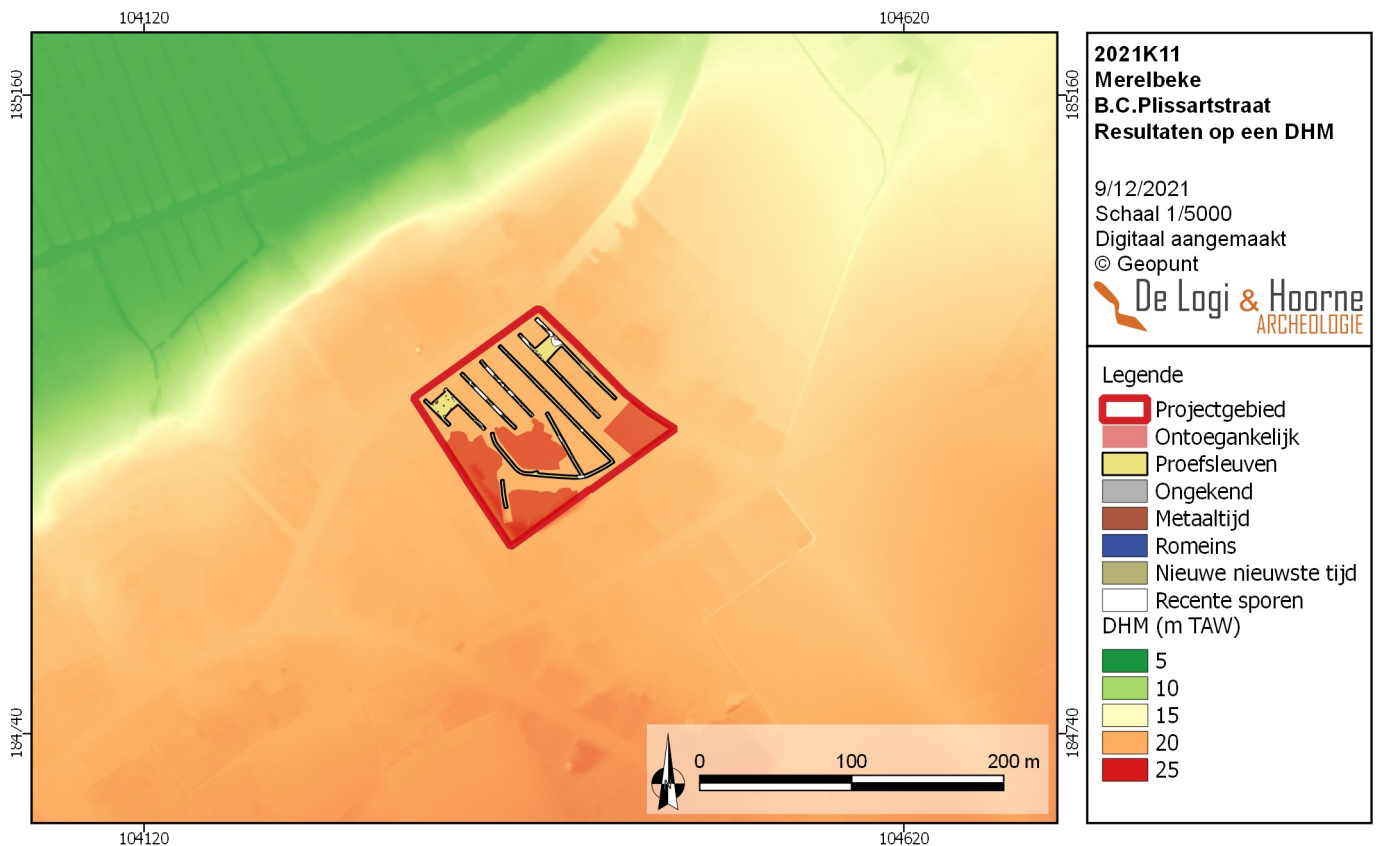 104120
104620
185160
185160
184740
184740
104120
104620
N
0
100
200 m
2021K11
Merelbeke
B.C.Plissartstraat
Resultaten op een DHM
9/12/2021
Schaal 1/5000
Digitaal aangemaakt
© Geopunt
De Logi & Hoorne
ARCHEOLOGIE
Legende
Projectgebied
Ontoegankelijk
Proefsleuven
Ongekend
Metaaltijd
Romeins
Nieuwe nieuwste tijd
Recente sporen
DHM (m TAW)
5
10
15
20
25